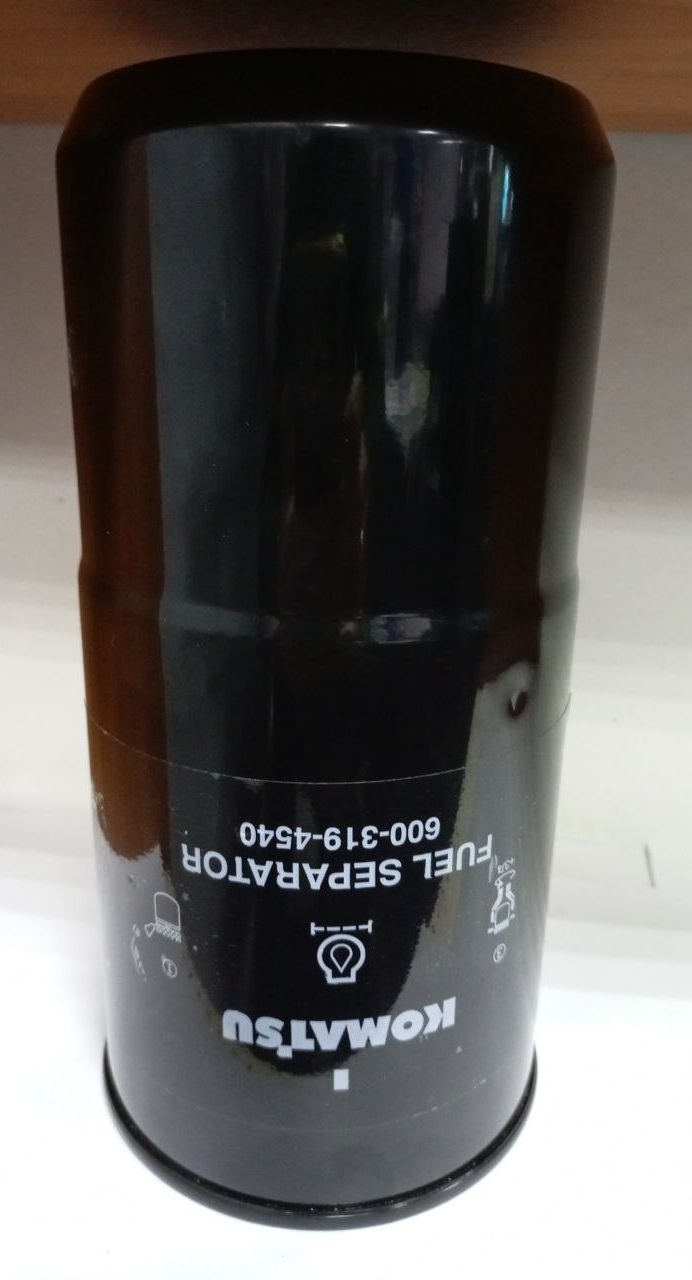 KOMATSU
FUEL SEPARATOR
600-319-4540